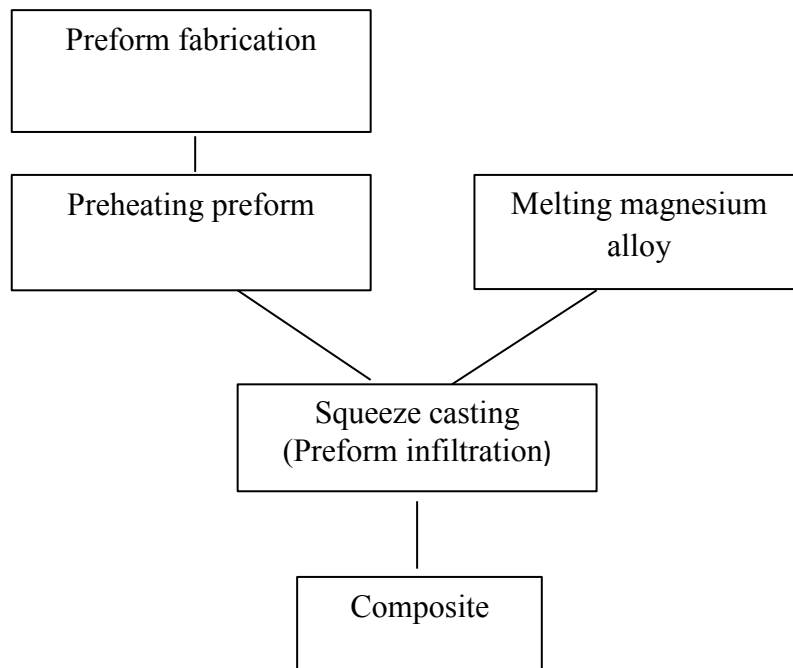 Preform fabrication
Preheating preform
Melting magnesium
alloy
Squeeze casting
(Preform infiltration)
Composite